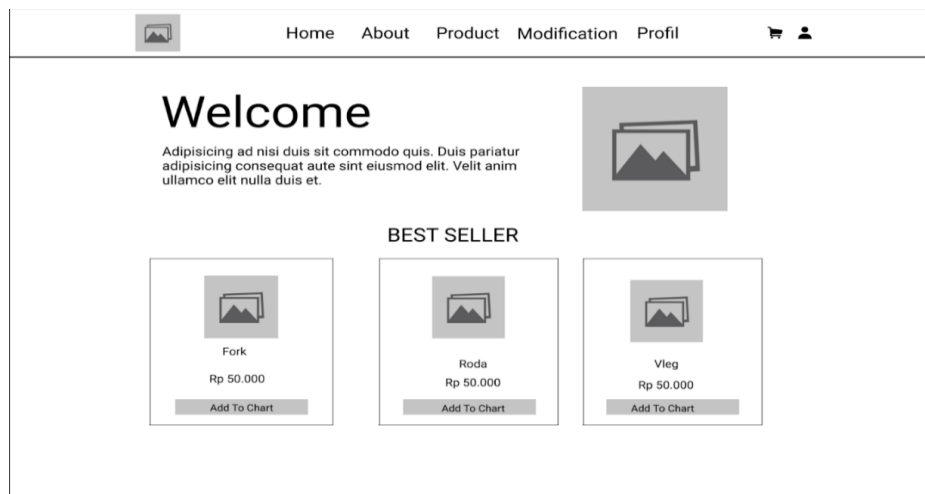 Home About Product Modification Profil
Welcome
Adipisicing ad nisi duis sit commodo quis. Duis pariatur
adipisicing consequat aute sint eiusmod elit. Velit anim
ullamco elit nulla duis et.
BEST SELLER
Fork
Rp 50.000
Add To Chart
Roda
Rp 50.000
Add To Chart
Vleg
Rp 50.000
Add To Chart